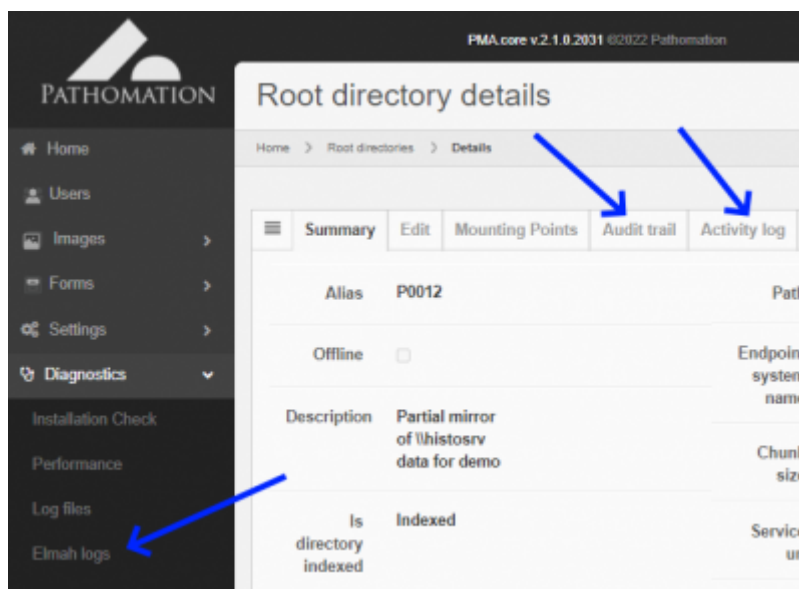 PMA.core v.2.1.0.2031 ©2022 Pathomation
PATHOMATION
Root directory details
Home > Root directories > Details
Home
Users
Images
Forms
Settings
Diagnostics
Installation Check
Performance
Log files
Elmah logs
Summary Edit Mounting Points Audit trail Activity log
Alias P0012
Offline
Description Partial mirror
of \\histosrv
data for demo
Is Indexed
directory
indexed
Path
Endpoin
system
name
Chunk
size
Service
ur